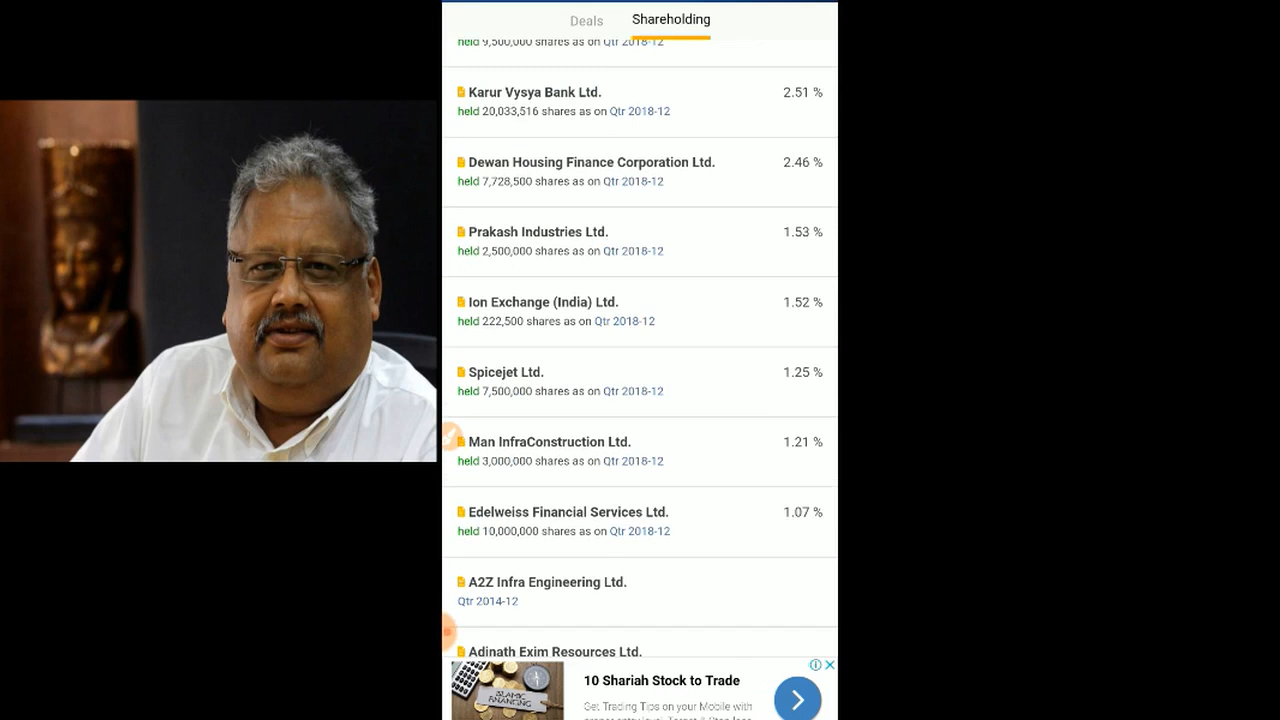 Deals
Shareholding
held 9,500,000 shares as on Qtr 2018-12
Karur Vysya Bank Ltd.
2.51 %
held 20,033,516 shares as on Qtr 2018-12
Dewan Housing Finance Corporation Ltd.
2.46 %
held 7,728,500 shares as on Qtr 2018-12
Prakash Industries Ltd.
1.53 %
held 2,500,000 shares as on Qtr 2018-12
Ion Exchange (India) Ltd.
1.52 %
held 222,500 shares as on Qtr 2018-12
Spicejet Ltd.
1.25 %
held 7,500,000 shares as on Qtr 2018-12
Man InfraConstruction Ltd.
1.21 %
held 3,000,000 shares as on Qtr 2018-12
Edelweiss Financial Services Ltd.
1.07 %
held 10,000,000 shares as on Qtr 2018-12
A2Z Infra Engineering Ltd.
Qtr 2014-12
Adinath Exim Resources Ltd.
ISLAMIC
FINANCING
10 Shariah Stock to Trade
Get Trading Tips on your Mobile with